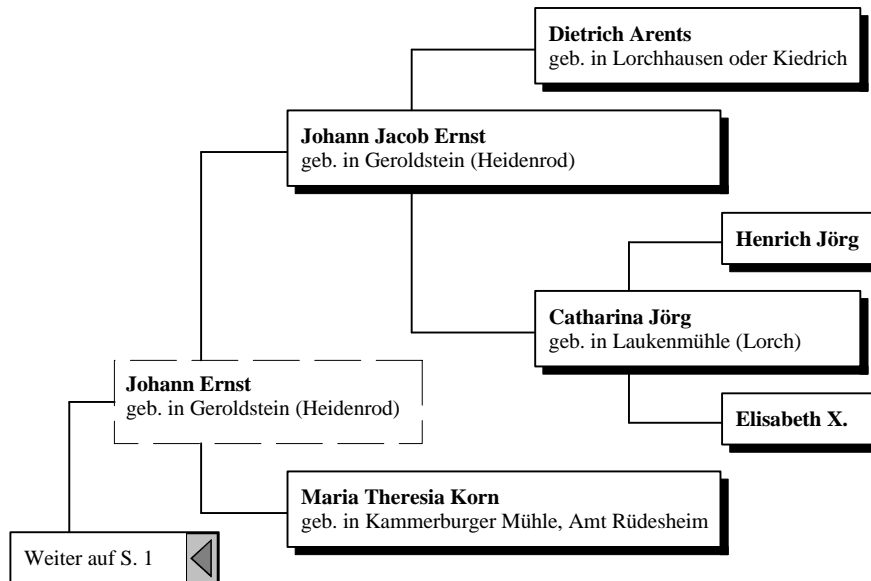 Dietrich Arents
geb. in Lorchhausen oder Kiedrich
Johann Jacob Ernst
geb. in Geroldstein (Heidenrod)
Henrich Jörg
Catharina Jörg
geb. in Laukenmühle (Lorch)
Johann Ernst
geb. in Geroldstein (Heidenrod)
Elisabeth X.
Maria Theresia Korn
geb. in Kammerburger Mühle, Amt Rüdesheim
Weiter auf S. 1